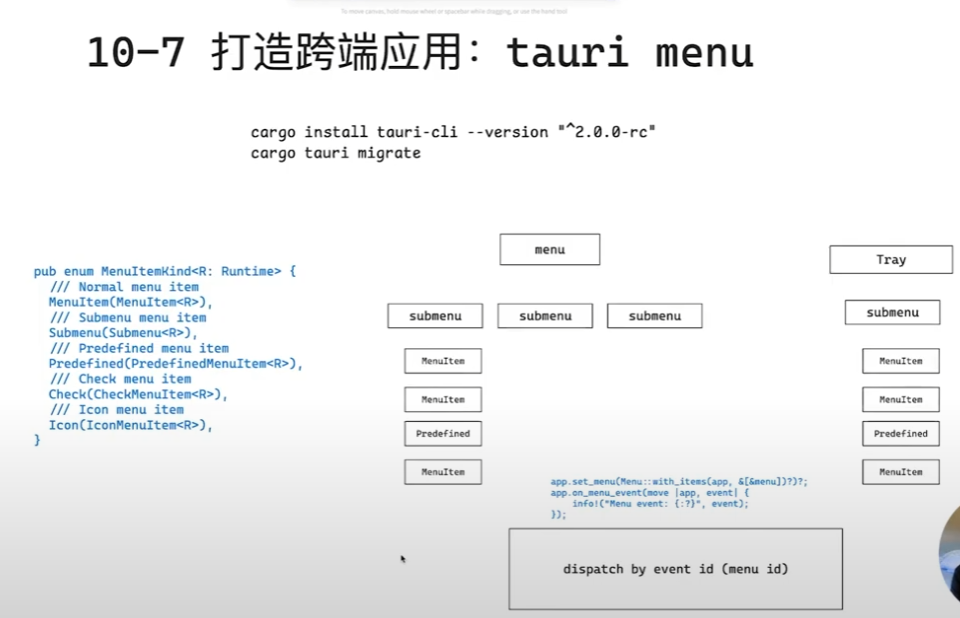 To move canvas, hold mouse wheel or spacebar while dragging, or use the hand tool
10-7 打造跨端应用：tauri menu
cargo install tauri-cli --version "^2.0.0-rc"
cargo tauri migrate
pub enum MenuItemKind<R: Runtime> {
/// Normal menu item
MenuItem(MenuItem<R>),
/// Submenu menu item
Submenu(Submenu<R>),
/// Predefined menu item
Predefined(PredefinedMenuItem<R>),
/// Check menu item
Check(CheckMenuItem<R>),
/// Icon menu item
Icon(IconMenuItem<R>),
}
menu
submenu submenu submenu
MenuItem
MenuItem
Predefined
MenuItem
Tray
submenu
MenuItem
MenuItem
Predefined
MenuItem
app.set_menu(Menu::with_items(app, &[&menu])?)?;
app.on_menu_event(move |app, event| {
info!("Menu event: {:?}", event);
});
dispatch by event id (menu id)